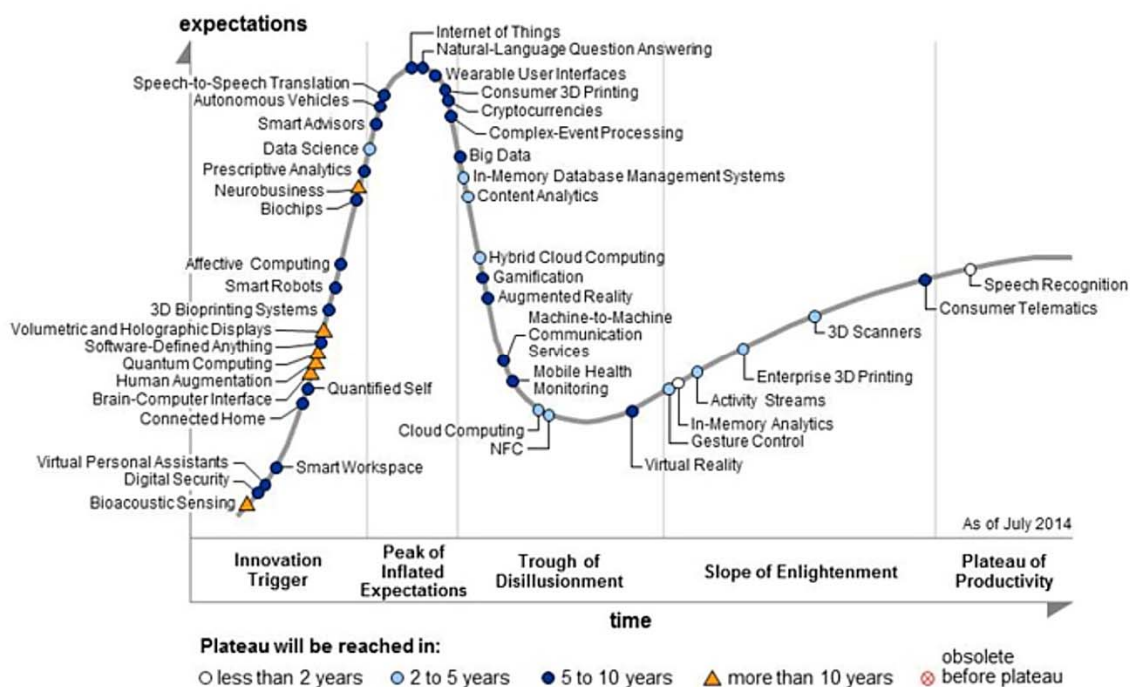 expectations
Internet of Things
Natural-Language Question Answering
Wearable User Interfaces
Consumer 3D Printing
Cryptocurrencies
Complex-Event Processing
Big Data
In-Memory Database Management Systems
Content Analytics
Hybrid Cloud Computing
Gamification
Augmented Reality
Machine-to-Machine
Communication
Services
Mobile Health
Monitoring
Speech-to-Speech Translation
Autonomous Vehicles
Smart Advisors
Data Science
Prescriptive Analytics
Neurobusiness
Biochips
Affective Computing
Smart Robots
3D Bioprinting Systems
Volumetric and Holographic Displays
Software-Defined Anything
Quantum Computing
Human Augmentation
Brain-Computer Interface
Connected Home
Quantified Self
Virtual Personal Assistants
Digital Security
Bioacoustic Sensing
Smart Workspace
Cloud Computing
NFC
Virtual Reality
Gesture Control
In-Memory Analytics
Activity Streams
Enterprise 3D Printing
3D Scanners
Consumer Telematics
Speech Recognition
As of July 2014
Innovation
Trigger
Peak of
Inflated
Expectations
Trough of
Disillusionment
Slope of Enlightenment
Plateau of
Productivity
time
Plateau will be reached in:
less than 2 years
2 to 5 years
5 to 10 years
more than 10 years
obsolete
before plateau